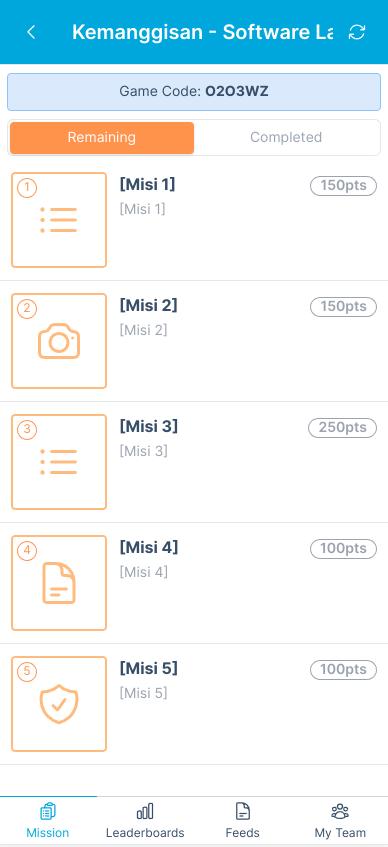 Kemanggisan - Software La
Game Code: O2O3WZ
Remaining
Completed
1
[Misi 1]
150pts
[Misi 1]
2
[Misi 2]
150pts
[Misi 2]
3
[Misi 3]
250pts
[Misi 3]
4
[Misi 4]
100pts
[Misi 4]
5
[Misi 5]
100pts
[Misi 5]
Mission
Leaderboards
Feeds
My Team